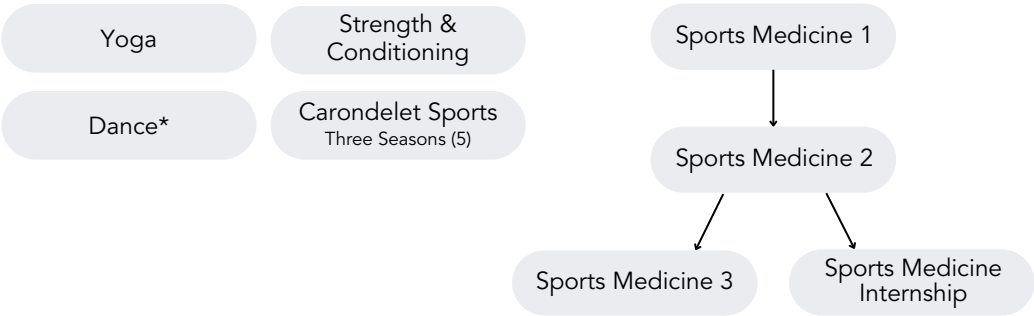 Yoga
Strength &
Conditioning
Dance*
Carondelet Sports
Three Seasons (5)
Sports Medicine 1
Sports Medicine 2
Sports Medicine 3
Sports Medicine
Internship